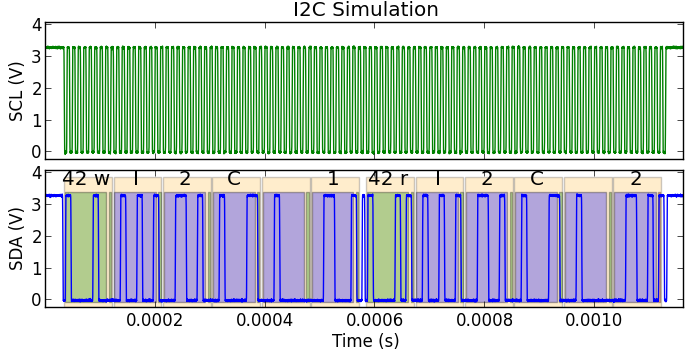 I2C Simulation
4
3
2
1
0
SCL (V)
42 w I 2 C 1 42 r I 2 C 2
4
3
2
1
0
SDA (V)
0.0002 0.0004 0.0006 0.0008 0.0010
Time (s)